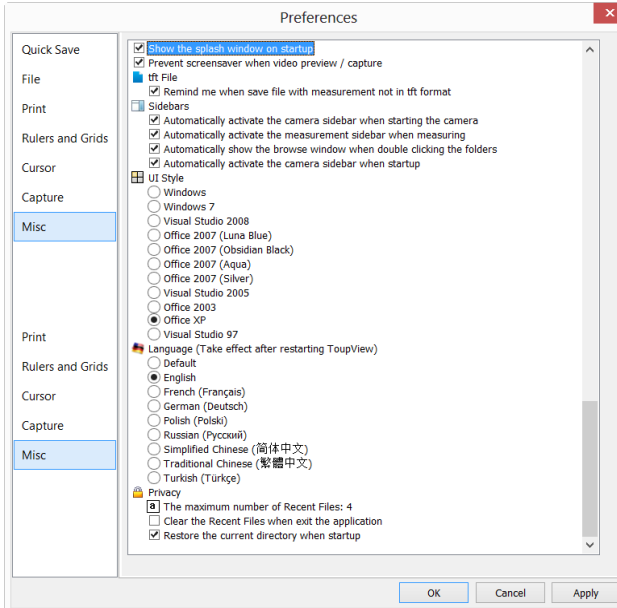 Preferences
Quick Save
File
Print
Rulers and Grids
Cursor
Capture
Misc
Print
Rulers and Grids
Cursor
Capture
Misc
Show the splash window on startup
Prevent screensaver when video preview / capture
tft File
Remind me when save file with measurement not in tft format
Sidebars
Automatically activate the camera sidebar when starting the camera
Automatically activate the measurement sidebar when measuring
Automatically show the browse window when double clicking the folders
Automatically activate the camera sidebar when startup
UI Style
Windows
Windows 7
Visual Studio 2008
Office 2007 (Luna Blue)
Office 2007 (Obsidian Black)
Office 2007 (Aqua)
Office 2007 (Silver)
Visual Studio 2005
Office 2003
Office XP
Visual Studio 97
Language (Take effect after restarting ToupView)
Default
English
French (Français)
German (Deutsch)
Polish (Polski)
Russian (Русский)
Simplified Chinese (简体中文)
Traditional Chinese (繁體中文)
Turkish (Türkçe)
Privacy
a The maximum number of Recent Files: 4
Clear the Recent Files when exit the application
Restore the current directory when startup
OK
Cancel
Apply